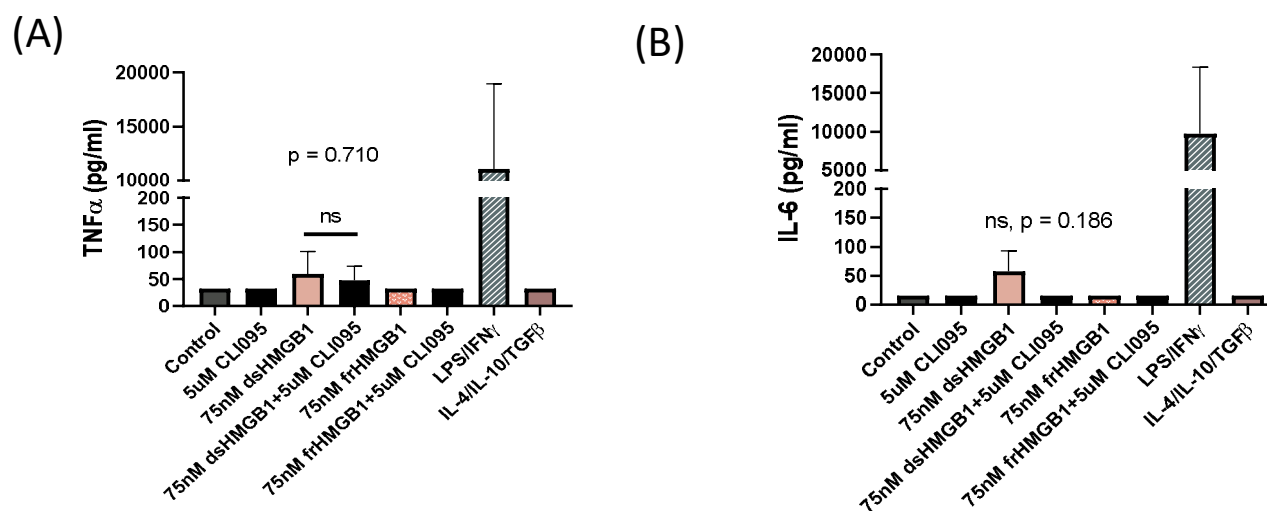 (A)
TNFα (pg/ml)
20000
15000
10000
200
150
100
50
0
p = 0.710
ns
Control
5uM CLI095
75nM dsHMGB1
75nM dsHMGB1+5uM CLI095
75nM frHMGB1
75nM frHMGB1+5uM CLI095
LPS/IFNγ
IL-4/IL-10/TGFβ
(B)
IL-6 (pg/ml)
20000
15000
10000
5000
200
150
100
50
0
ns, p = 0.186
Control
5uM CLI095
75nM dsHMGB1
75nM dsHMGB1+5uM CLI095
75nM frHMGB1
75nM frHMGB1+5uM CLI095
LPS/IFNγ
IL-4/IL-10/TGFβ